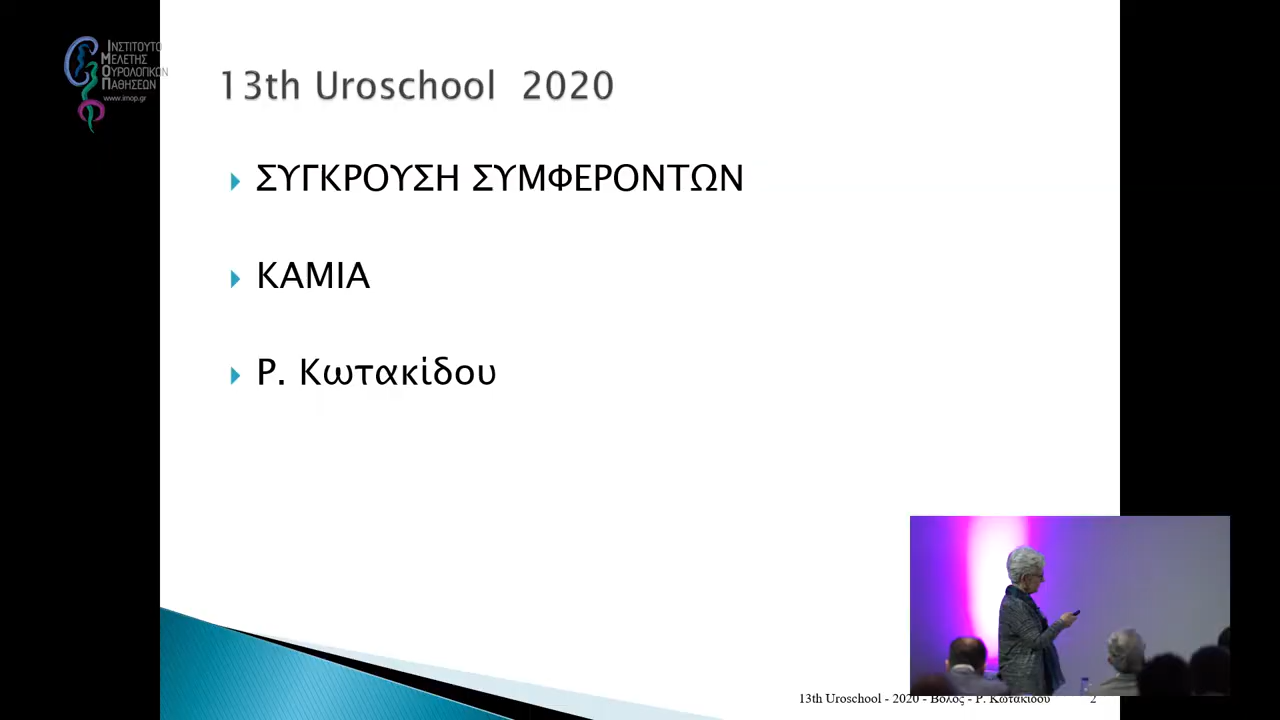 ΙΝΣΤΙΤΟΥΤΟ
ΜΕΛΕΤΗΣ
ΟΥΡΟΛΟΓΙΚΩΝ
ΠΑΘΗΣΕΩΝ
www.imop.gr
13th Uroschool 2020
ΣΥΓΚΡΟΥΣΗ ΣΥΜΦΕΡΟΝΤΩΝ
ΚΑΜΙΑ
Ρ. Κωτακίδου
13th Uroschool - 2020 - Βόλος - Ρ. Κωτακίδου 2